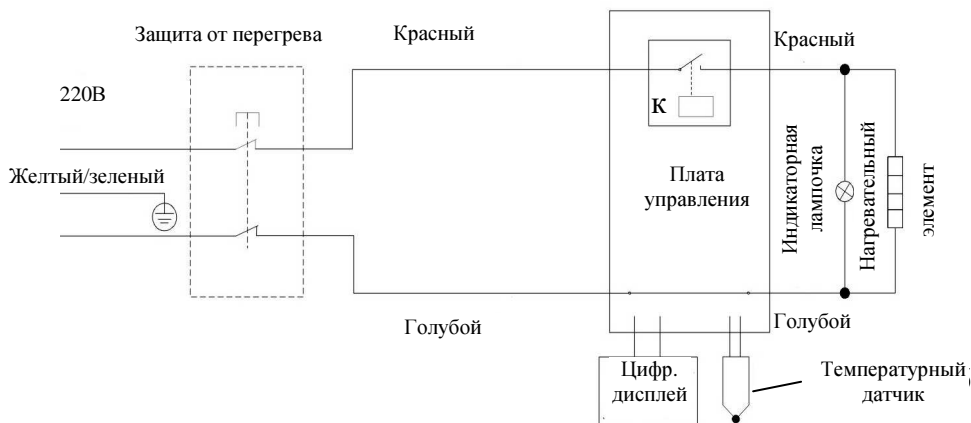 Защита от перегрева
Красный
Красный
220В
К
Желтый/зеленый
Плата
управления
Индикаторная
лампочка
Нагревательный
элемент
Голубой
Голубой
Цифр.
дисплей
Температурный
датчик